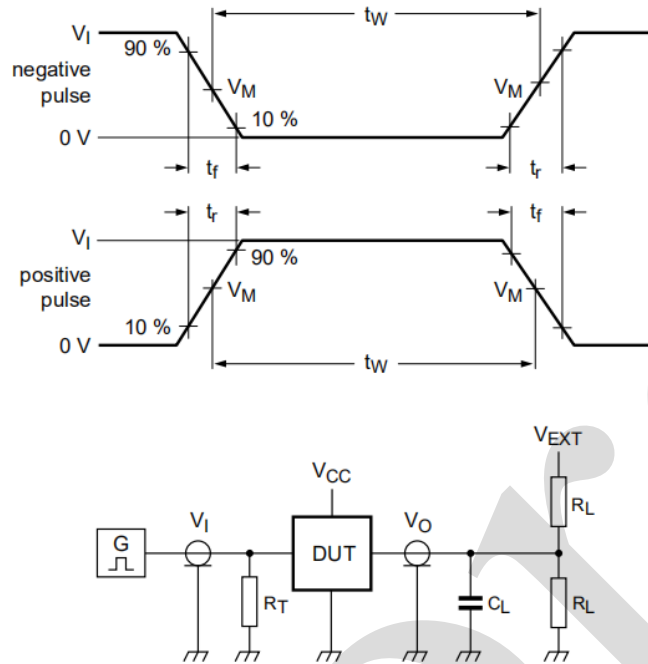 tW
VI
90 %
negative
pulse
VM
VM
10 %
0 V
tf
tr
tr
tf
VI
90 %
positive
pulse
VM
VM
10 %
0 V
tW
VEXT
VCC
RL
VI
VO
G
DUT
RT
CL
RL